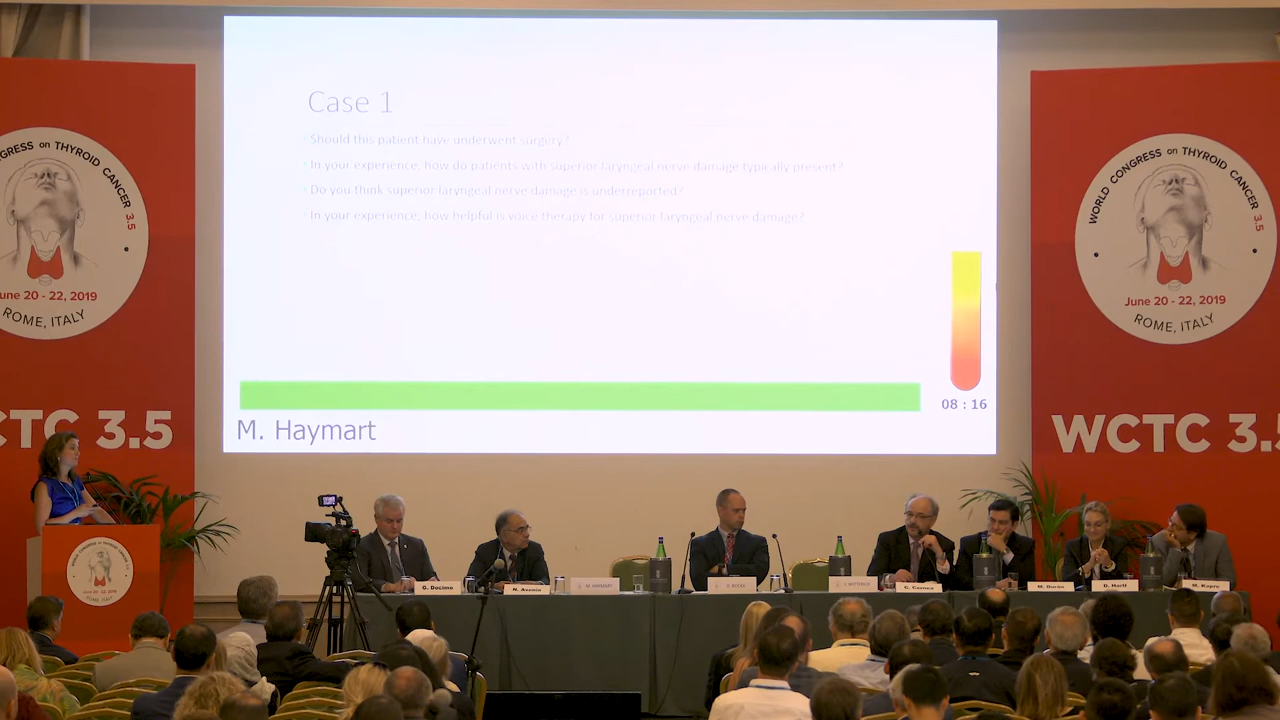 Case 1
Should this patient have underwent surgery?
In your experience, how do patients with superior laryngeal nerve damage typically present?
Do you think superior laryngeal nerve damage is underreported?
In your experience, how helpful is voice therapy for superior laryngeal nerve damage?
08 : 16
M. Haymart
NGRESS on THYROID CANCER 3.5
June 20 - 22, 2019
ROME, ITALY
CTC 3.5
WORLD CONGRESS on THYROID CANCER 3.5
June 20 - 22, 2019
ROME, ITALY
WCTC 3.5
G. Docimo
N. Avenia
M. HAYMART
M. Duran
D. Hartl